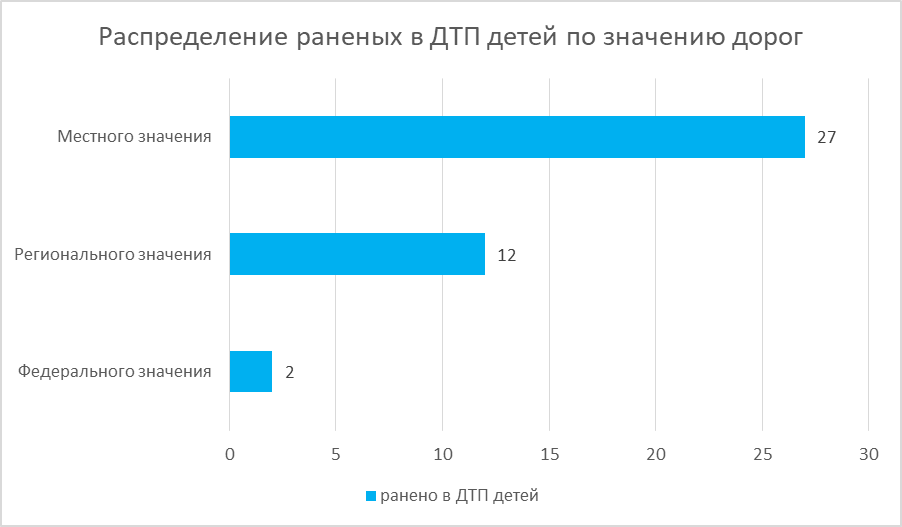 Распределение раненых в ДТП детей по значению дорог
Местного значения
27
Регионального значения
12
Федерального значения
2
0 5 10 15 20 25 30
ранено в ДТП детей